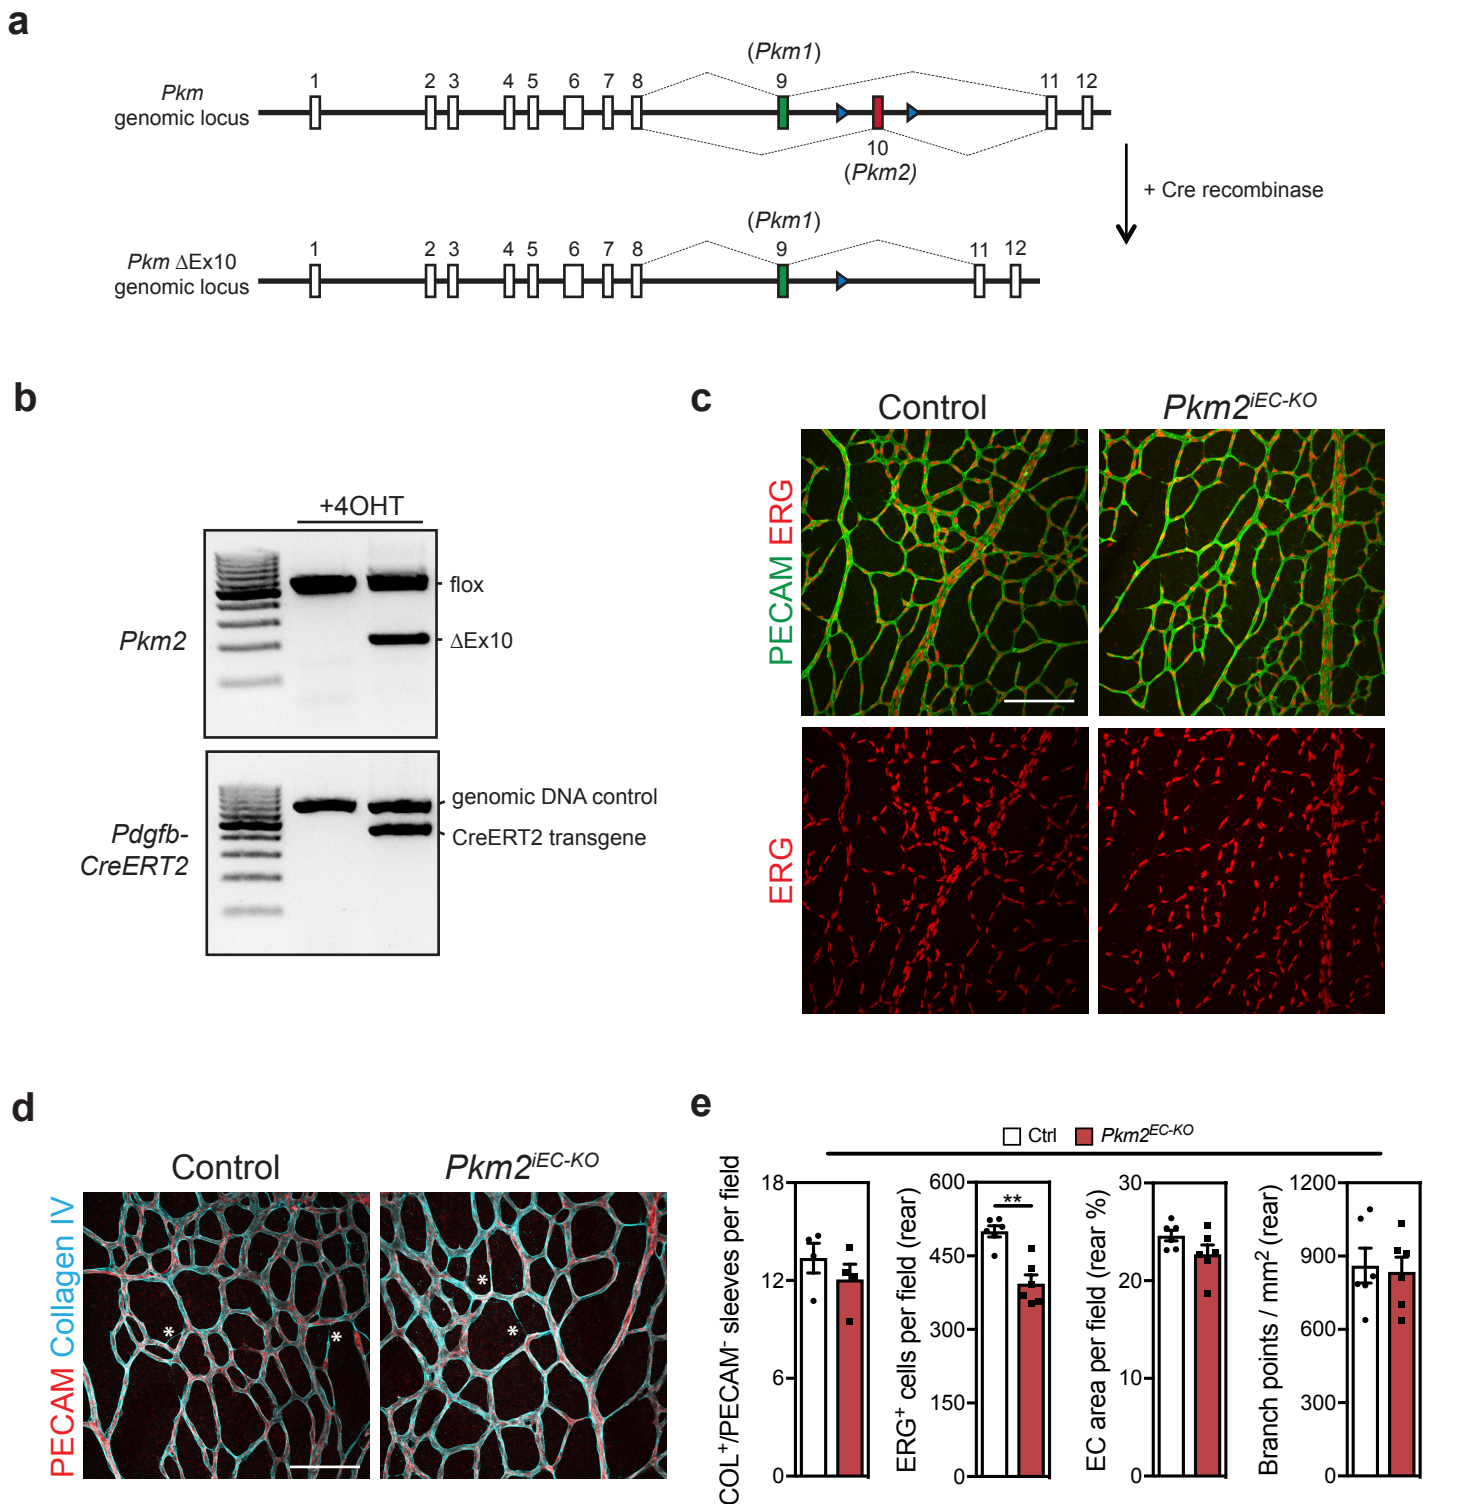 a
(Pkm1)
1 2 3 4 5 6 7 8 9 11 12
Pkm
genomic locus
10
(Pkm2)
+ Cre recombinase
(Pkm1)
1 2 3 4 5 6 7 8 9 11 12
Pkm ΔEx10
genomic locus
b
+4OHT
flox
Pkm2
ΔEx10
genomic DNA control
Pdgfb-
CreERT2
CreERT2 transgene
c
Control
Pkm2iEC-KO
PECAM ERG
ERG
d
Control
Pkm2iEC-KO
PECAM Collagen IV
*
*
*
*
e
Ctrl
Pkm2EC-KO
COL+/PECAM- sleeves per field
18
12
6
0
ERG+ cells per field (rear)
600
450
300
150
0
**
EC area per field (rear %)
30
20
10
0
Branch points / mm2 (rear)
1200
900
600
300
0